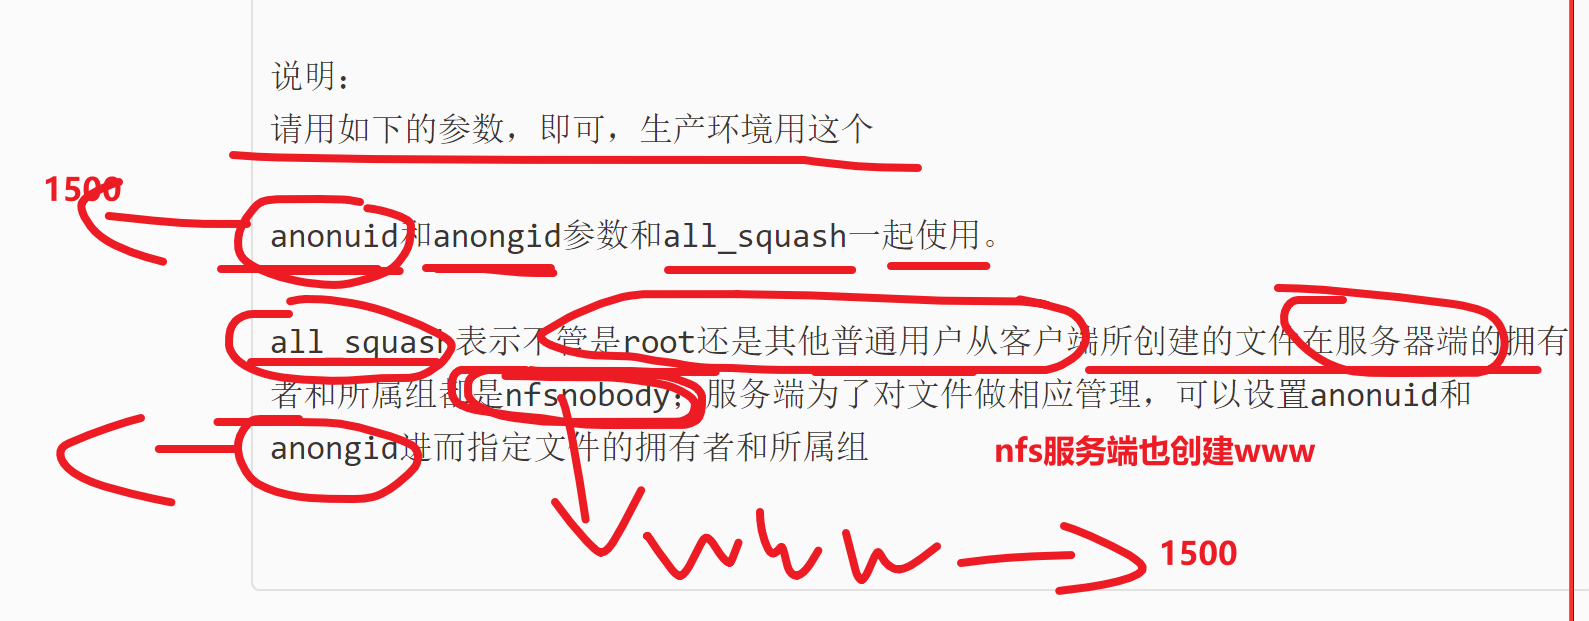 说明：
请用如下的参数，即可，生产环境用这个
1500
anonuid和anongid参数和all_squash一起使用。
all_squash表示不管是root还是其他普通用户从客户端所创建的文件在服务器端的拥有
者和所属组都是nfsnobody；服务端为了对文件做相应管理，可以设置anonuid和
anongid进而指定文件的拥有者和所属组
nfs服务端也创建www
www
1500